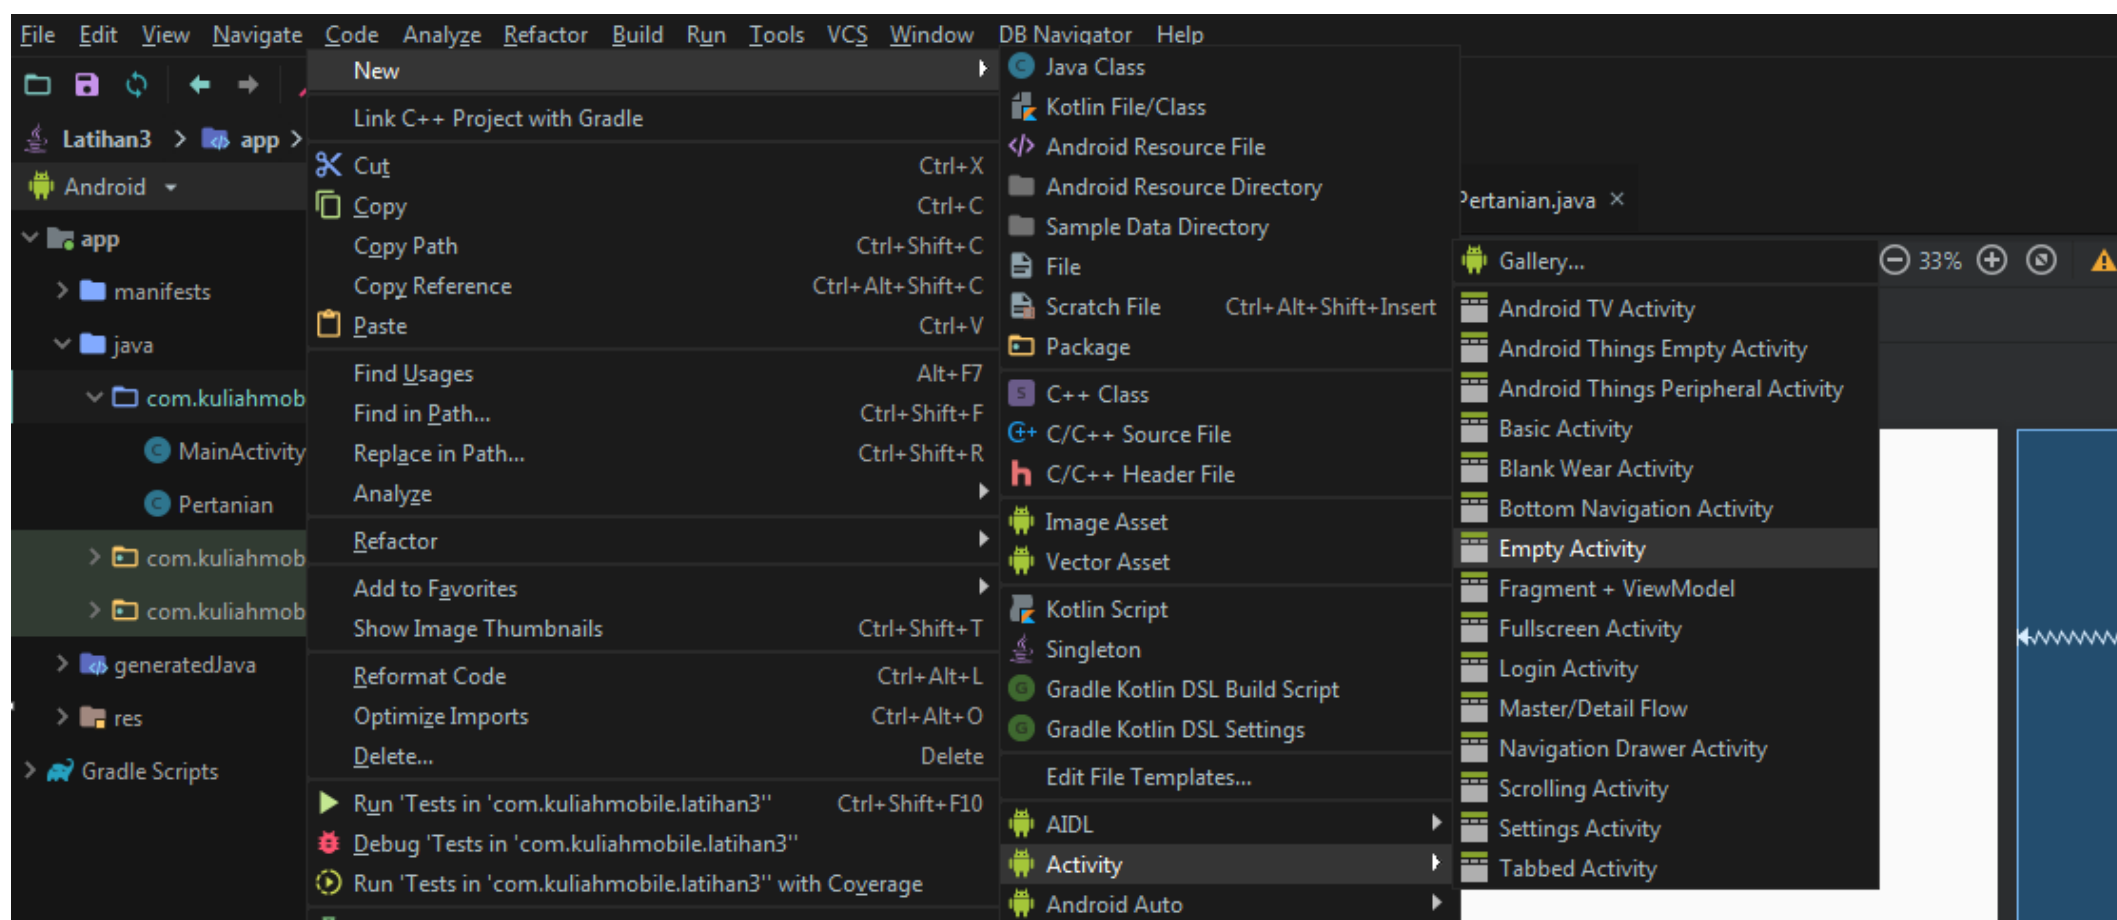 File Edit View Navigate Code Analyze Refactor Build Run Tools VCS Window DB Navigator Help
Latihan3 > app >
Android
app
manifests
java
com.kuliahmob
MainActivity
Pertanian
com.kuliahmob
com.kuliahmob
generatedJava
res
Gradle Scripts
New
Link C++ Project with Gradle
Cut Ctrl+X
Copy Ctrl+C
Copy Path Ctrl+Shift+C
Copy Reference Ctrl+Alt+Shift+C
Paste Ctrl+V
Find Usages Alt+F7
Find in Path... Ctrl+Shift+F
Replace in Path... Ctrl+Shift+R
Analyze
Refactor
Add to Favorites
Show Image Thumbnails Ctrl+Shift+T
Reformat Code Ctrl+Alt+L
Optimize Imports Ctrl+Alt+O
Delete... Delete
Run 'Tests in 'com.kuliahmobile.latihan3'' Ctrl+Shift+F10
Debug 'Tests in 'com.kuliahmobile.latihan3''
Run 'Tests in 'com.kuliahmobile.latihan3'' with Coverage
Java Class
Kotlin File/Class
Android Resource File
Android Resource Directory
Sample Data Directory
File
Scratch File Ctrl+Alt+Shift+Insert
Package
C++ Class
C/C++ Source File
C/C++ Header File
Image Asset
Vector Asset
Kotlin Script
Singleton
Gradle Kotlin DSL Build Script
Gradle Kotlin DSL Settings
Edit File Templates...
AIDL
Activity
Android Auto
Pertanian.java ×
33%
Gallery...
Android TV Activity
Android Things Empty Activity
Android Things Peripheral Activity
Basic Activity
Blank Wear Activity
Bottom Navigation Activity
Empty Activity
Fragment + ViewModel
Fullscreen Activity
Login Activity
Master/Detail Flow
Navigation Drawer Activity
Scrolling Activity
Settings Activity
Tabbed Activity